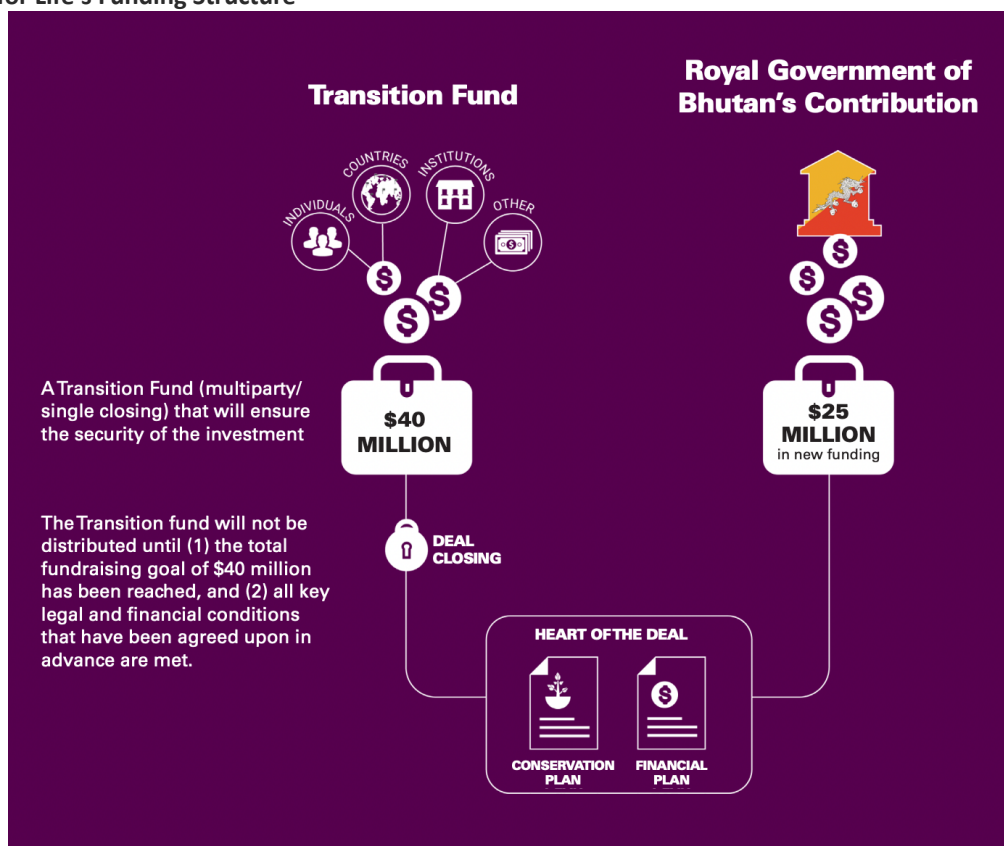 for Life's Funding Structure
Transition Fund
Royal Government of
Bhutan's Contribution
INDIVIDUALS
COUNTRIES
INSTITUTIONS
OTHER
A Transition Fund (multiparty/
single closing) that will ensure
the security of the investment
$40
MILLION
$25
MILLION
in new funding
The Transition fund will not be
distributed until (1) the total
fundraising goal of $40 million
has been reached, and (2) all key
legal and financial conditions
that have been agreed upon in
advance are met.
DEAL
CLOSING
HEART OF THE DEAL
CONSERVATION
PLAN
FINANCIAL
PLAN